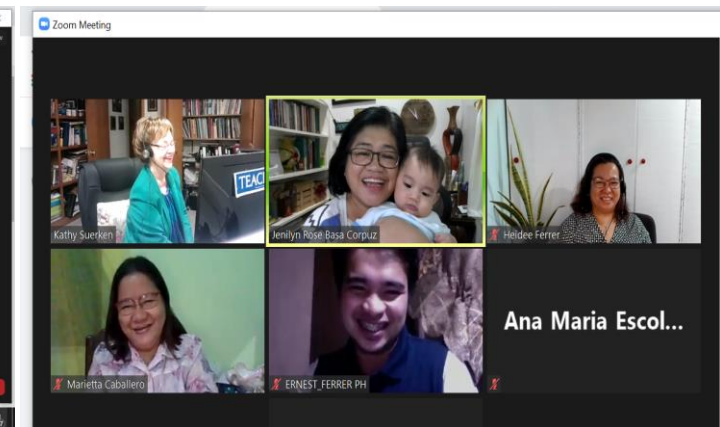 Zoom Meeting
Kathy Suerken
TEAC
Jenilyn Rose Basa Corpuz
Heidee Ferrer
Marietta Caballero
ERNEST_FERRER PH
Ana Maria Escol...